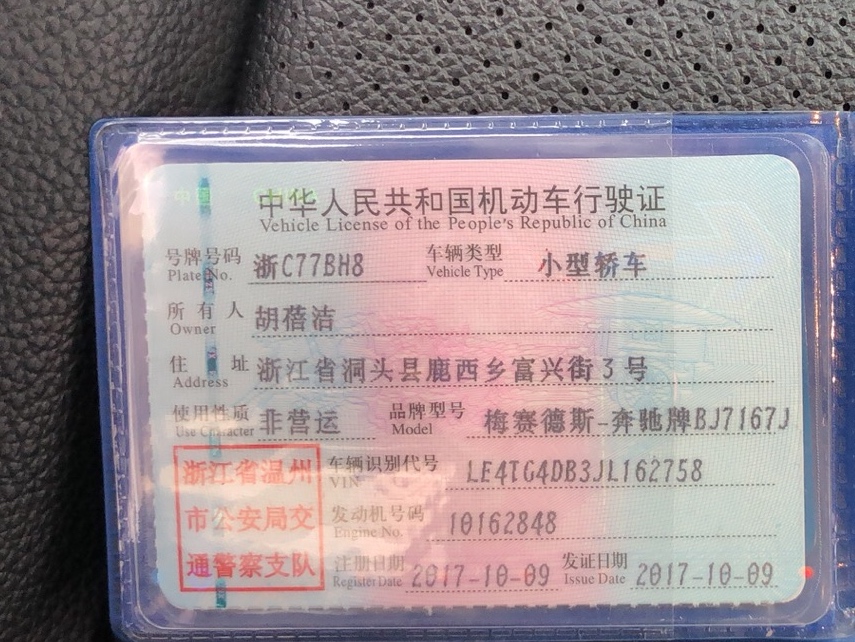 中华人民共和国机动车行驶证
Vehicle License of the People's Republic of China
号牌号码 浙C77BH8 车辆类型 小型轿车
Plate No. Vehicle Type
所有人 胡蓓洁
Owner
住址 浙江省洞头县鹿西乡富兴街3号
Address
使用性质 非营运 品牌型号 梅赛德斯-奔驰牌BJ7167J
Use Character Model
浙江省温州 车辆识别代号 LE4TG4DB3JL162758
VIN
市公安局交 发动机号码 10162848
Engine No.
通警察支队 注册日期 2017-10-09 发证日期 2017-10-09
Register Date Issue Date